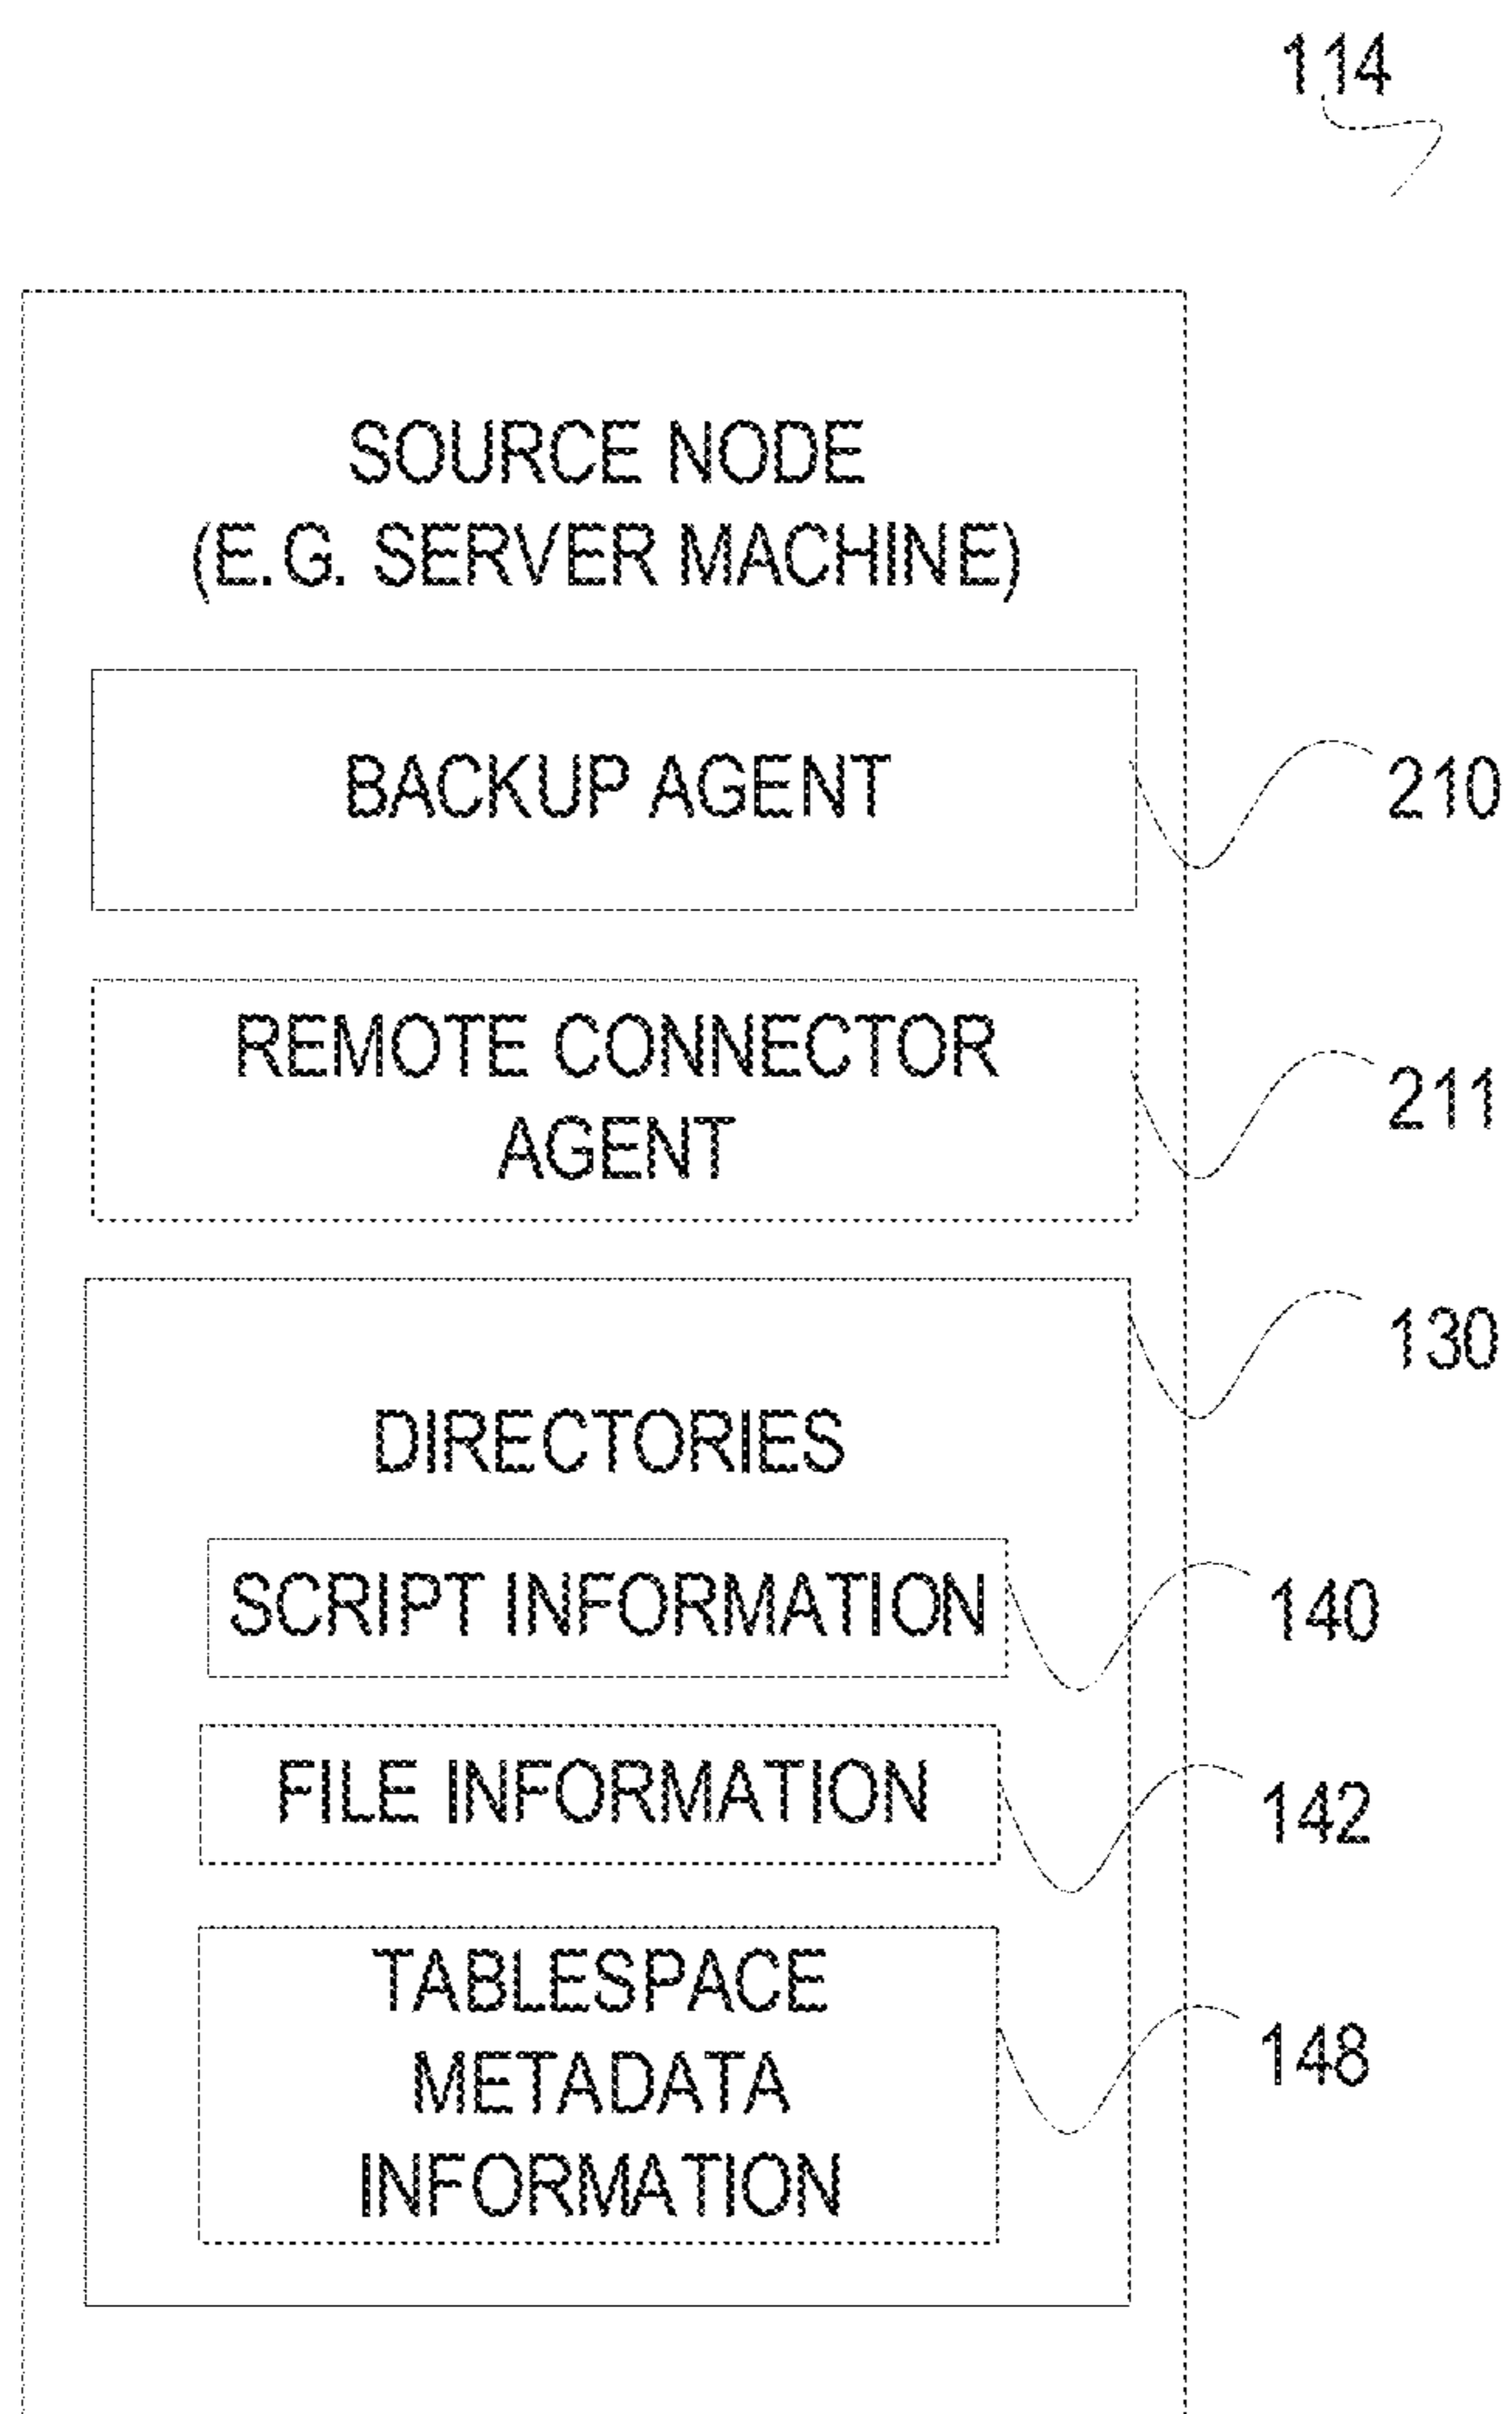 114
SOURCE NODE
(E.G. SERVER MACHINE)
BACKUP AGENT
210
REMOTE CONNECTOR
AGENT
211
130
DIRECTORIES
SCRIPT INFORMATION
140
FILE INFORMATION
142
TABLESPACE
METADATA
INFORMATION
148